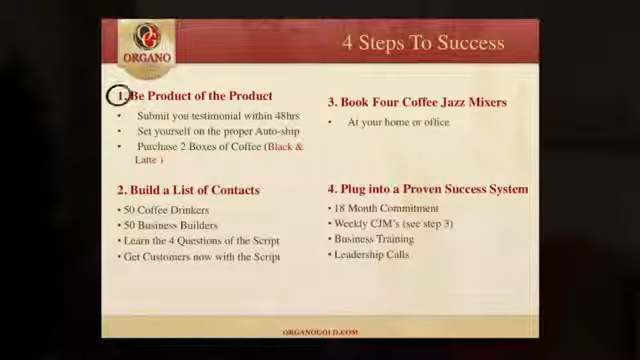 ORGANO
4 Steps To Success
1. Be Product of the Product
• Submit you testimonial within 48hrs
• Set yourself on the proper Auto-ship
• Purchase 2 Boxes of Coffee (Black &
Latte )
2. Build a List of Contacts
• 50 Coffee Drinkers
• 50 Business Builders
• Learn the 4 Questions of the Script
• Get Customers now with the Script
3. Book Four Coffee Jazz Mixers
• At your home or office
4. Plug into a Proven Success System
• 18 Month Commitment
• Weekly CJM's (see step 3)
• Business Training
• Leadership Calls
ORGANOGOLD.COM